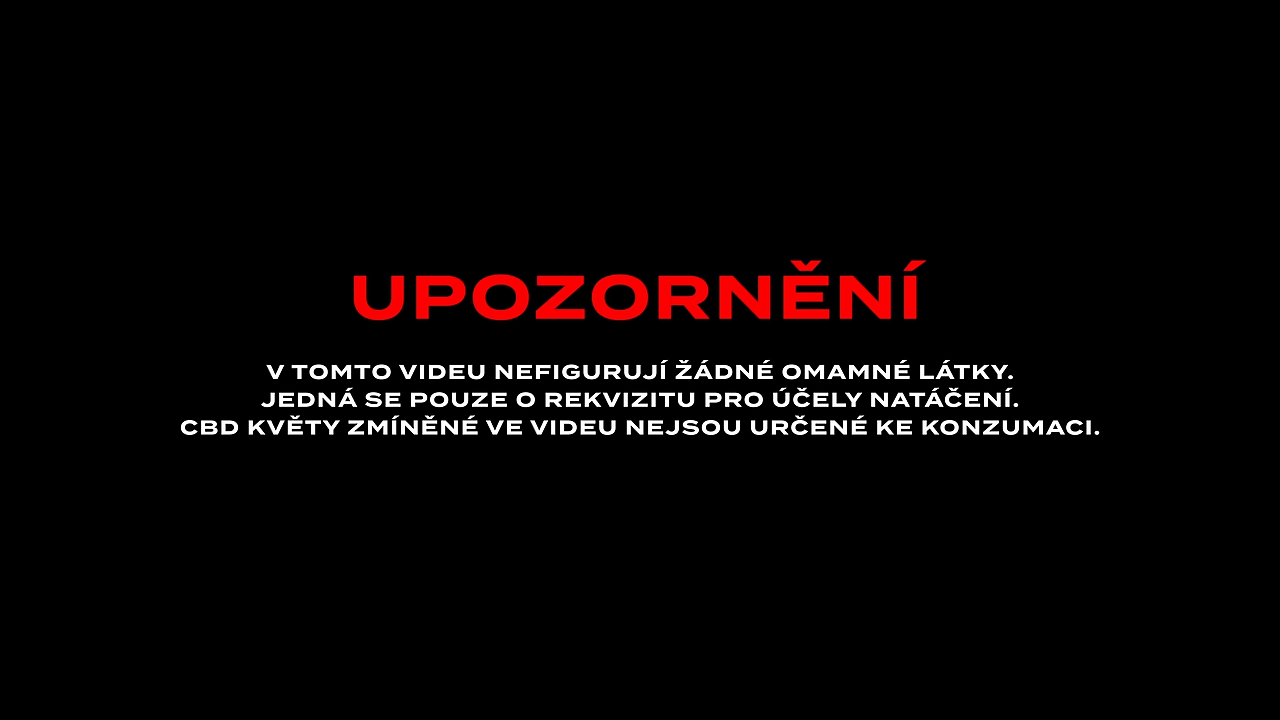 UPOZORNĚNÍ
V TOMTO VIDEU NEFIGURUJÍ ŽÁDNÉ OMAMNÉ LÁTKY.
JEDNÁ SE POUZE O REKVIZITU PRO ÚČELY NATÁČENÍ.
CBD KVĚTY ZMÍNĚNÉ VE VIDEU NEJSOU URČENÉ KE KONZUMACI.